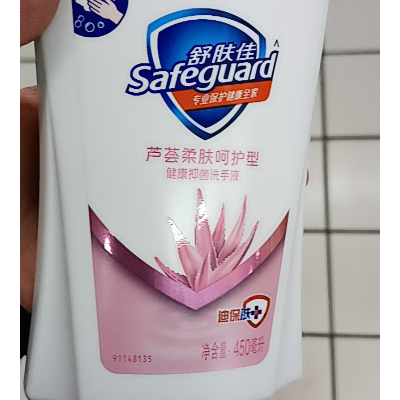 舒肤佳
Safeguard
专业保护健康全家
芦荟柔肤呵护型
健康抑菌洗手液
迪保肤
91148135
净含量: 450毫升